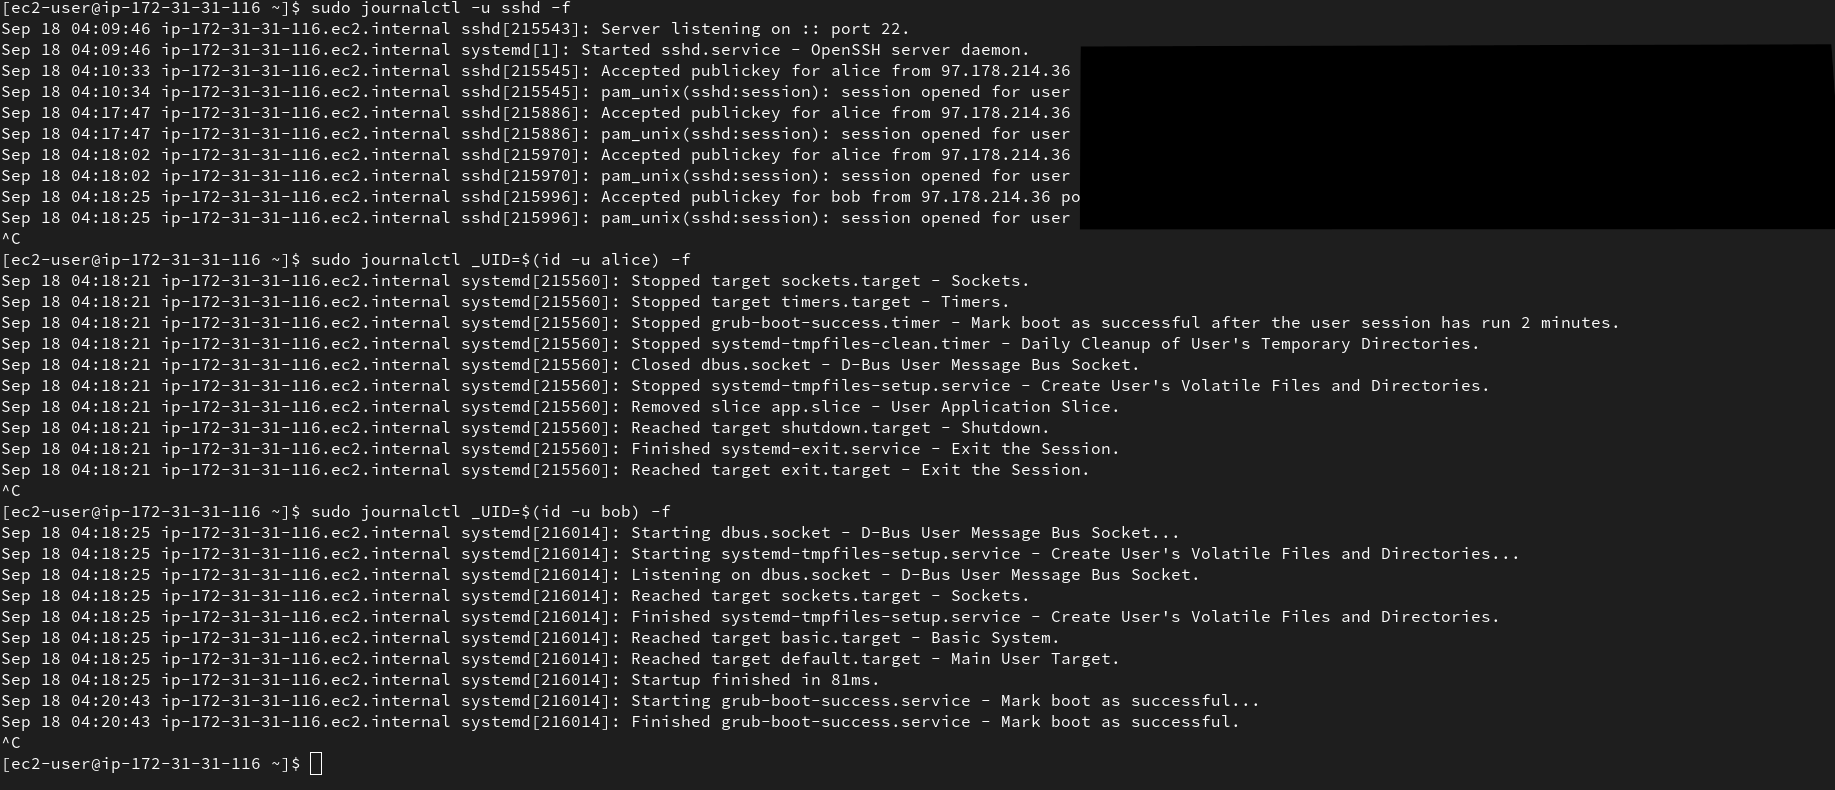 [ec2-user@ip-172-31-31-116 ~]$ sudo journalctl -u sshd -f
Sep 18 04:09:46 ip-172-31-31-116.ec2.internal sshd[215543]: Server listening on :: port 22.
Sep 18 04:09:46 ip-172-31-31-116.ec2.internal systemd[1]: Started sshd.service - OpenSSH server daemon.
Sep 18 04:10:33 ip-172-31-31-116.ec2.internal sshd[215545]: Accepted publickey for alice from 97.178.214.36
Sep 18 04:10:34 ip-172-31-31-116.ec2.internal sshd[215545]: pam_unix(sshd:session): session opened for user
Sep 18 04:17:47 ip-172-31-31-116.ec2.internal sshd[215886]: Accepted publickey for alice from 97.178.214.36
Sep 18 04:17:47 ip-172-31-31-116.ec2.internal sshd[215886]: pam_unix(sshd:session): session opened for user
Sep 18 04:18:02 ip-172-31-31-116.ec2.internal sshd[215970]: Accepted publickey for alice from 97.178.214.36
Sep 18 04:18:02 ip-172-31-31-116.ec2.internal sshd[215970]: pam_unix(sshd:session): session opened for user
Sep 18 04:18:25 ip-172-31-31-116.ec2.internal sshd[215996]: Accepted publickey for bob from 97.178.214.36 po
Sep 18 04:18:25 ip-172-31-31-116.ec2.internal sshd[215996]: pam_unix(sshd:session): session opened for user
^C
[ec2-user@ip-172-31-31-116 ~]$ sudo journalctl _UID=$(id -u alice) -f
Sep 18 04:18:21 ip-172-31-31-116.ec2.internal systemd[215560]: Stopped target sockets.target - Sockets.
Sep 18 04:18:21 ip-172-31-31-116.ec2.internal systemd[215560]: Stopped target timers.target - Timers.
Sep 18 04:18:21 ip-172-31-31-116.ec2.internal systemd[215560]: Stopped grub-boot-success.timer - Mark boot as successful after the user session has run 2 minutes.
Sep 18 04:18:21 ip-172-31-31-116.ec2.internal systemd[215560]: Stopped systemd-tmpfiles-clean.timer - Daily Cleanup of User's Temporary Directories.
Sep 18 04:18:21 ip-172-31-31-116.ec2.internal systemd[215560]: Closed dbus.socket - D-Bus User Message Bus Socket.
Sep 18 04:18:21 ip-172-31-31-116.ec2.internal systemd[215560]: Stopped systemd-tmpfiles-setup.service - Create User's Volatile Files and Directories.
Sep 18 04:18:21 ip-172-31-31-116.ec2.internal systemd[215560]: Removed slice app.slice - User Application Slice.
Sep 18 04:18:21 ip-172-31-31-116.ec2.internal systemd[215560]: Reached target shutdown.target - Shutdown.
Sep 18 04:18:21 ip-172-31-31-116.ec2.internal systemd[215560]: Finished systemd-exit.service - Exit the Session.
Sep 18 04:18:21 ip-172-31-31-116.ec2.internal systemd[215560]: Reached target exit.target - Exit the Session.
^C
[ec2-user@ip-172-31-31-116 ~]$ sudo journalctl _UID=$(id -u bob) -f
Sep 18 04:18:25 ip-172-31-31-116.ec2.internal systemd[216014]: Starting dbus.socket - D-Bus User Message Bus Socket...
Sep 18 04:18:25 ip-172-31-31-116.ec2.internal systemd[216014]: Starting systemd-tmpfiles-setup.service - Create User's Volatile Files and Directories...
Sep 18 04:18:25 ip-172-31-31-116.ec2.internal systemd[216014]: Listening on dbus.socket - D-Bus User Message Bus Socket.
Sep 18 04:18:25 ip-172-31-31-116.ec2.internal systemd[216014]: Reached target sockets.target - Sockets.
Sep 18 04:18:25 ip-172-31-31-116.ec2.internal systemd[216014]: Finished systemd-tmpfiles-setup.service - Create User's Volatile Files and Directories.
Sep 18 04:18:25 ip-172-31-31-116.ec2.internal systemd[216014]: Reached target basic.target - Basic System.
Sep 18 04:18:25 ip-172-31-31-116.ec2.internal systemd[216014]: Reached target default.target - Main User Target.
Sep 18 04:18:25 ip-172-31-31-116.ec2.internal systemd[216014]: Startup finished in 81ms.
Sep 18 04:20:43 ip-172-31-31-116.ec2.internal systemd[216014]: Starting grub-boot-success.service - Mark boot as successful...
Sep 18 04:20:43 ip-172-31-31-116.ec2.internal systemd[216014]: Finished grub-boot-success.service - Mark boot as successful.
^C
[ec2-user@ip-172-31-31-116 ~]$